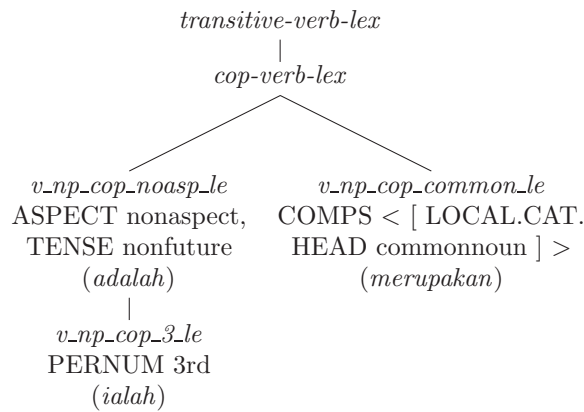 transitive-verb-lex
cop-verb-lex
v_np_cop_noasp_le
ASPECT nonaspect,
TENSE nonfuture
(adalah)
v_np_cop_common_le
COMPS < [ LOCAL.CAT.
HEAD commonnoun ] >
(merupakan)
v_np_cop_3_le
PERNUM 3rd
(ialah)